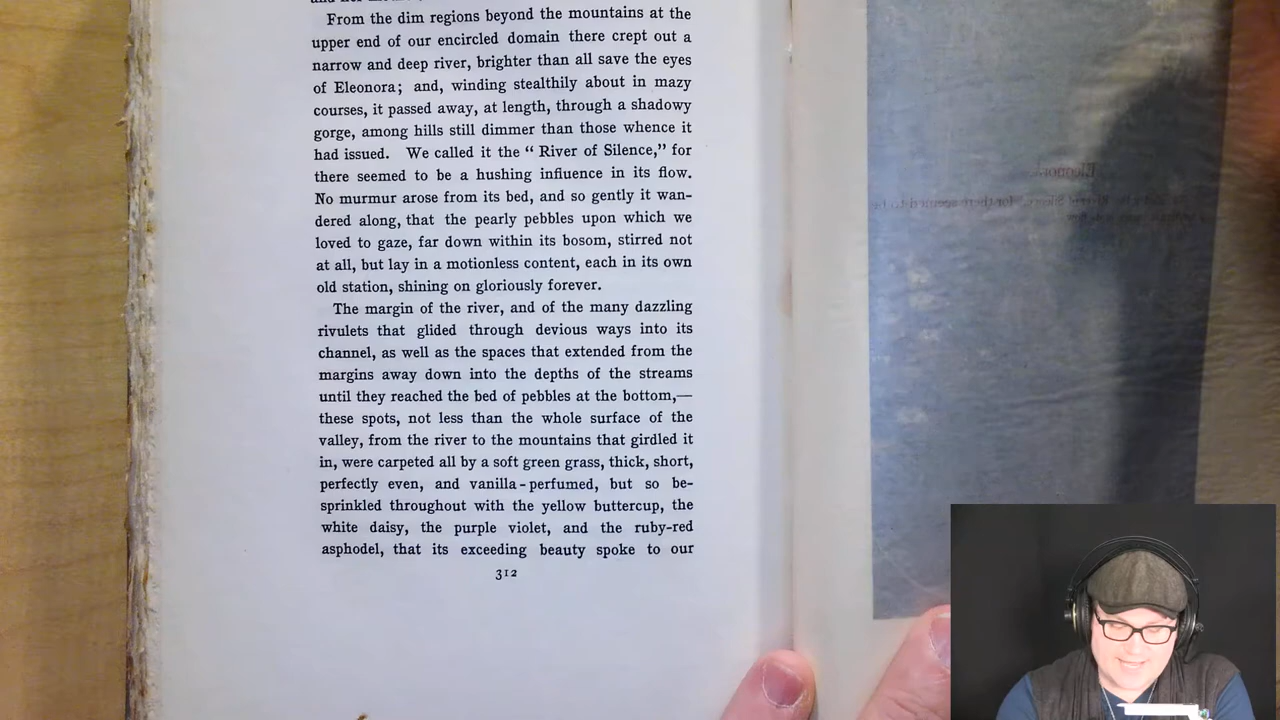 From the dim regions beyond the mountains at the
upper end of our encircled domain there crept out a
narrow and deep river, brighter than all save the eyes
of Eleonora; and, winding stealthily about in mazy
courses, it passed away, at length, through a shadowy
gorge, among hills still dimmer than those whence it
had issued. We called it the “ River of Silence,” for
there seemed to be a hushing influence in its flow.
No murmur arose from its bed, and so gently it wan-
dered along, that the pearly pebbles upon which we
loved to gaze, far down within its bosom, stirred not
at all, but lay in a motionless content, each in its own
old station, shining on gloriously forever.
The margin of the river, and of the many dazzling
rivulets that glided through devious ways into its
channel, as well as the spaces that extended from the
margins away down into the depths of the streams
until they reached the bed of pebbles at the bottom,—
these spots, not less than the whole surface of the
valley, from the river to the mountains that girdled it
in, were carpeted all by a soft green grass, thick, short,
perfectly even, and vanilla-perfumed, but so be-
sprinkled throughout with the yellow buttercup, the
white daisy, the purple violet, and the ruby-red
asphodel, that its exceeding beauty spoke to our
312